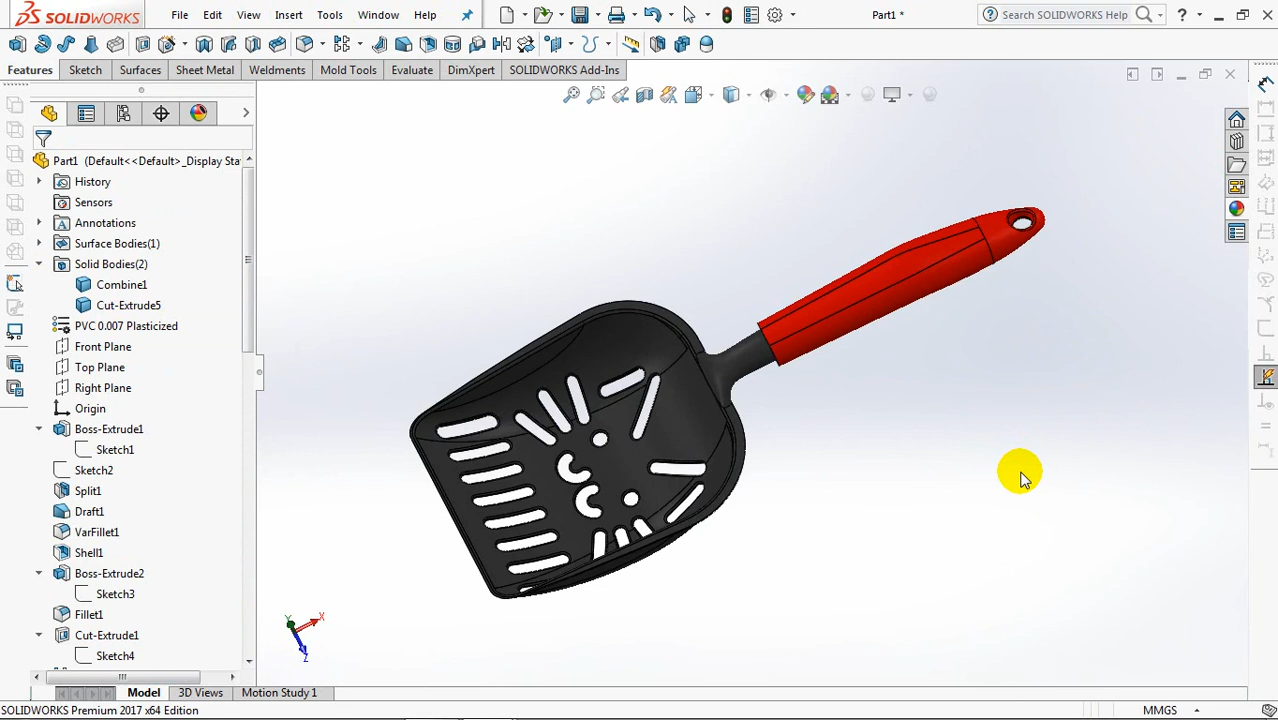 SOLIDWORKS File Edit View Insert Tools Window Help Part1 * Search SOLIDWORKS Help ?
Features Sketch Surfaces Sheet Metal Weldments Mold Tools Evaluate DimXpert SOLIDWORKS Add-Ins
Part1 (Default<<Default>_Display Sta
History
Sensors
Annotations
Surface Bodies(1)
Solid Bodies(2)
Combine1
Cut-Extrude5
PVC 0.007 Plasticized
Front Plane
Top Plane
Right Plane
Origin
Boss-Extrude1
Sketch1
Sketch2
Split1
Draft1
VarFillet1
Shell1
Boss-Extrude2
Sketch3
Fillet1
Cut-Extrude1
Sketch4
Y X
Z
Model 3D Views Motion Study 1
SOLIDWORKS Premium 2017 x64 Edition MMGS